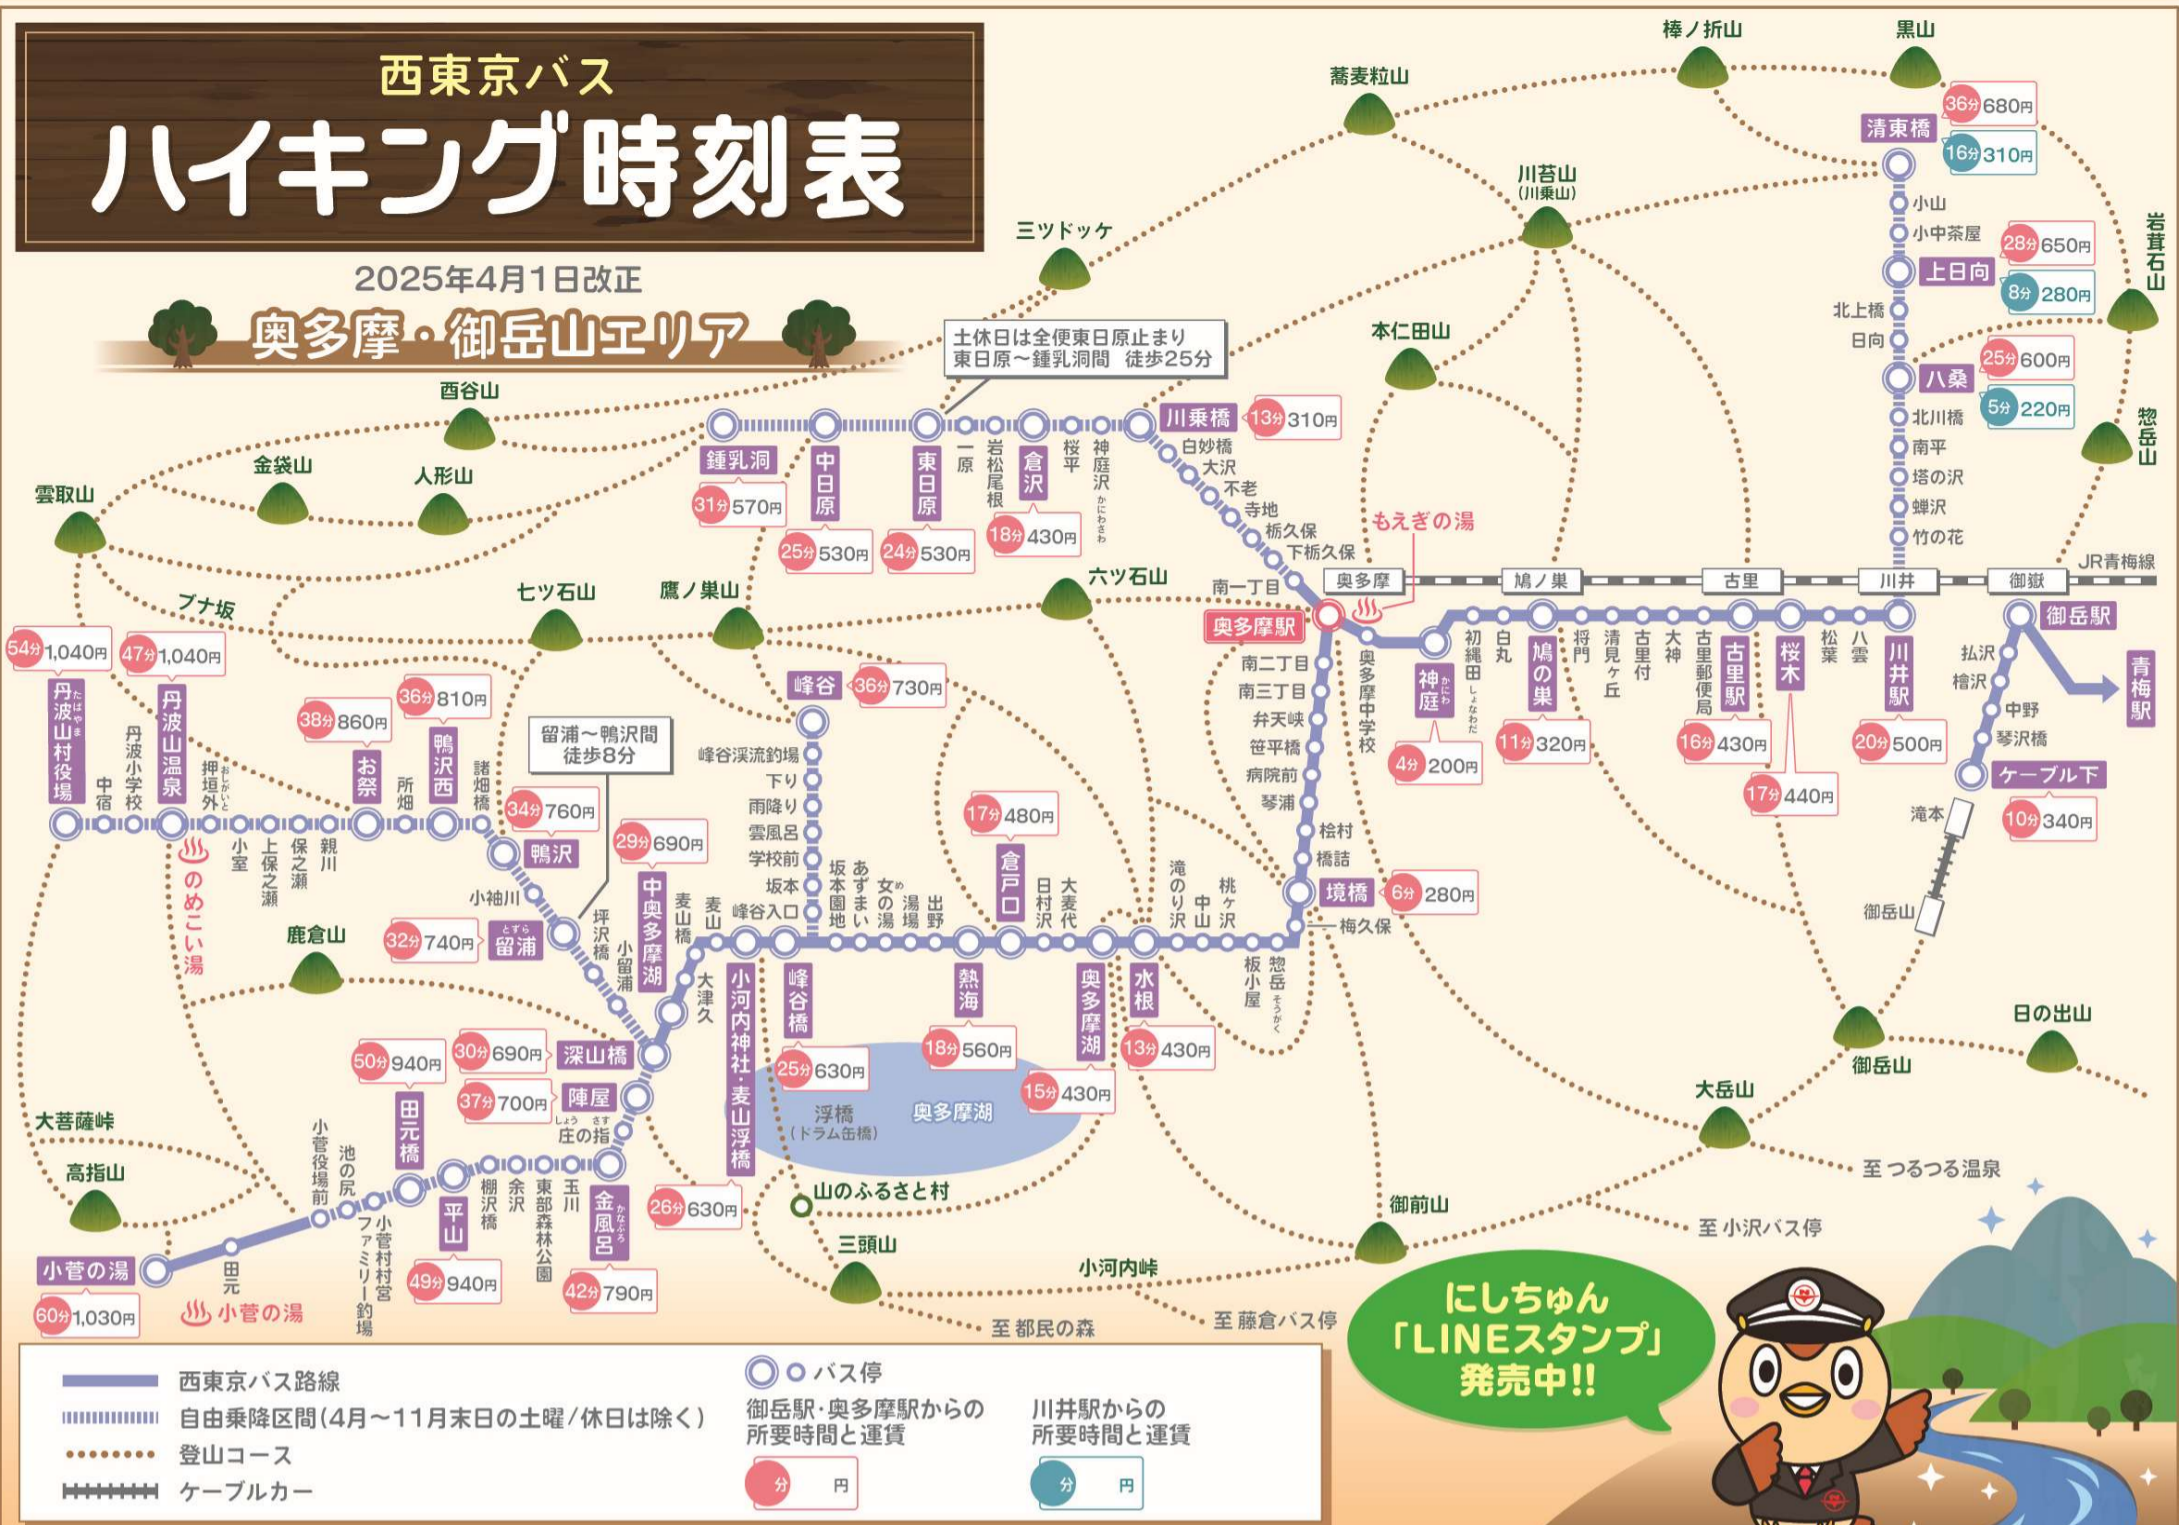 西東京バス
ハイキング時刻表
2025年4月1日改正
奥多摩・御岳山エリア
棒ノ折山
黒山
蕎麦粒山
36分 680円
清東橋
16分 310円
川苔山
(川乗山)
小山
小中茶屋
三ツドッケ
岩茸石山
28分 650円
上日向
8分 280円
北上橋
日向
本仁田山
土休日は全便東日原止まり
東日原～鍾乳洞間 徒歩25分
25分 600円
八桑
5分 220円
北川橋
南平
塔の沢
蝉沢
竹の花
惣岳山
酉谷山
金袋山
人形山
雲取山
鍾乳洞
31分 570円
中日原
25分 530円
東日原
24分 530円
一原
岩松尾根
倉沢
18分 430円
桜平
神庭沢
かにわさわ
川乗橋
13分 310円
白妙橋
大沢
不老
寺地
栃久保
下栃久保
南一丁目
もえぎの湯
奥多摩
鳩ノ巣
古里
川井
御嶽
JR青梅線
ブナ坂
七ツ石山
鷹ノ巣山
六ツ石山
奥多摩駅
奥多摩中学校
神庭
かにわ
4分 200円
初縄田
しょなわだ
白丸
鳩の巣
11分 320円
将門
清見ヶ丘
古里付
大神
古里郵便局
古里駅
16分 430円
桜木
17分 440円
松葉
八雲
川井駅
20分 500円
御岳駅
青梅駅
払沢
檜沢
中野
琴沢橋
ケーブル下
10分 340円
滝本
御岳山
54分 1,040円
丹波山村役場
たばやま
中宿
丹波小学校
47分 1,040円
丹波山温泉
のめこい湯
押垣外
おしがいと
小室
上保之瀬
保之瀬
親川
38分 860円
お祭
所畑
36分 810円
鴨沢西
諸畑橋
34分 760円
鴨沢
小袖川
留浦～鴨沢間
徒歩8分
32分 740円
留浦
とずら
坪沢橋
小留浦
29分 690円
中奥多摩湖
麦山橋
麦山
大津久
峰谷
36分 730円
峰谷渓流釣場
下り
雨降り
雲風呂
学校前
坂本
峰谷入口
坂本園地
あずまい
女の湯
め
湯場
出野
17分 480円
倉戸口
日村沢
大麦代
滝のり沢
中山
桃ヶ沢
板小屋
惣岳
そうがく
南二丁目
南三丁目
弁天峡
笹平橋
病院前
琴浦
桧村
橋詰
境橋
6分 280円
梅久保
鹿倉山
30分 690円
深山橋
37分 700円
陣屋
しょう さす
庄の指
50分 940円
田元橋
小河内神社・麦山浮橋
26分 630円
峰谷橋
25分 630円
浮橋
(ドラム缶橋)
奥多摩湖
熱海
18分 560円
奥多摩湖
15分 430円
水根
13分 430円
御岳山
日の出山
大岳山
至 つるつる温泉
至 小沢バス停
御前山
大菩薩峠
高指山
小菅の湯
60分 1,030円
田元
小菅の湯
小菅役場前
池の尻
小菅村村営
ファミリー釣場
平山
49分 940円
棚沢橋
余沢
東部森林公園
玉川
金風呂
かなぶろ
42分 790円
山のふるさと村
三頭山
小河内峠
至 都民の森
至 藤倉バス停
西東京バス路線
自由乗降区間(4月～11月末日の土曜/休日は除く)
登山コース
ケーブルカー
バス停
御岳駅・奥多摩駅からの
所要時間と運賃
分 円
川井駅からの
所要時間と運賃
分 円
にしちゅん
「LINEスタンプ」
発売中!!